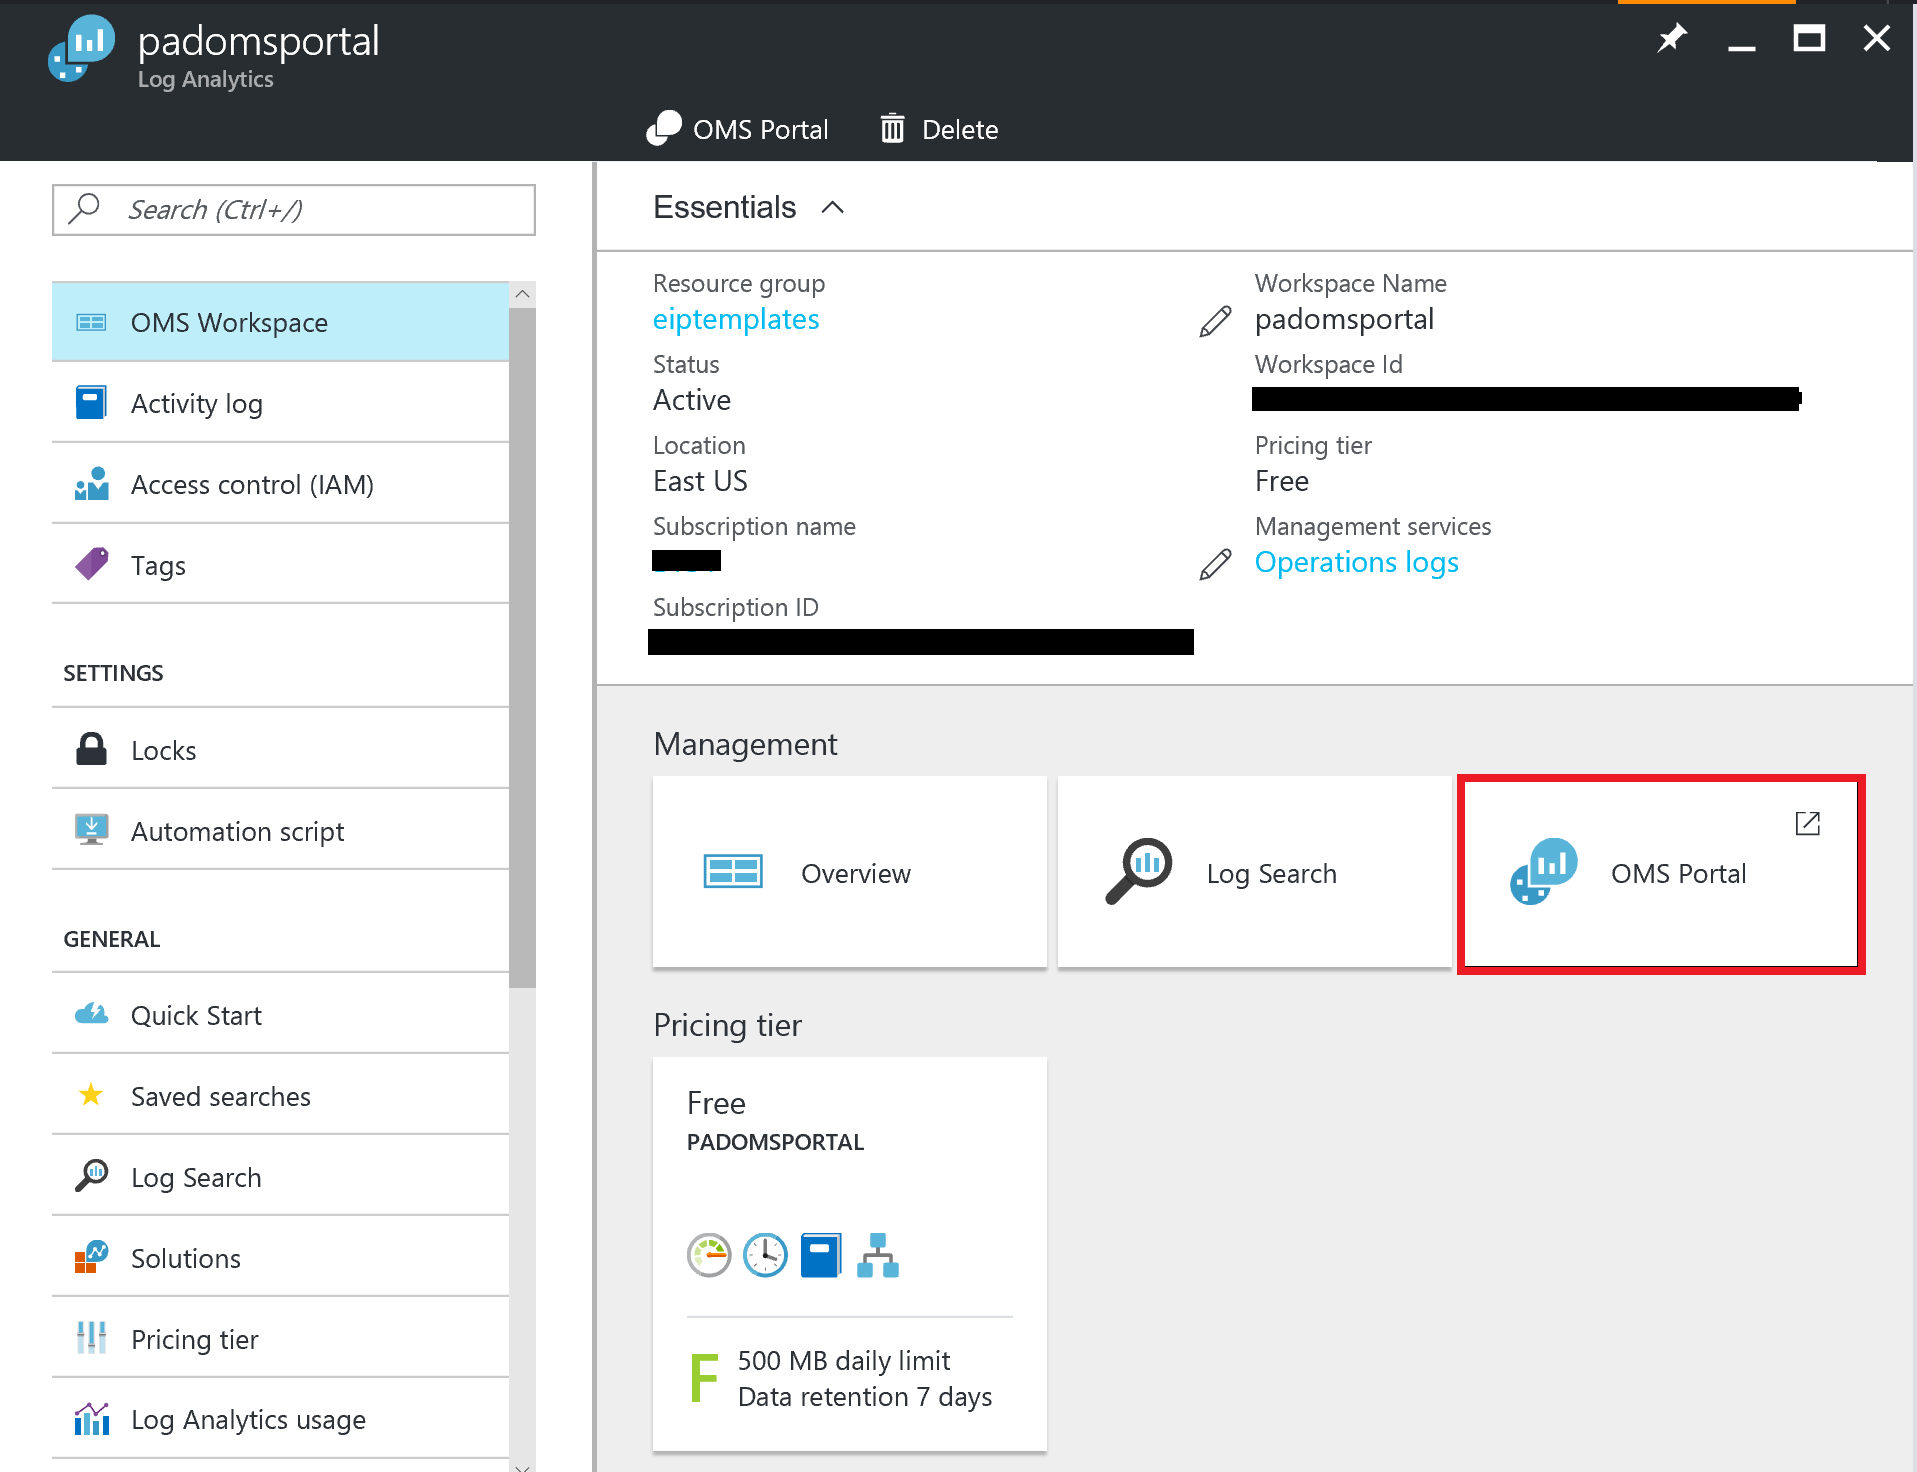 padomsportal
Log Analytics
OMS Portal
Delete
Search (Ctrl+/)
OMS Workspace
Activity log
Access control (IAM)
Tags
SETTINGS
Locks
Automation script
GENERAL
Quick Start
Saved searches
Log Search
Solutions
Pricing tier
Log Analytics usage
Essentials
Resource group
eiptemplates
Status
Active
Location
East US
Subscription name
Subscription ID
Workspace Name
padomsportal
Workspace Id
Pricing tier
Free
Management services
Operations logs
Management
Overview
Log Search
OMS Portal
Pricing tier
Free
PADOMSPORTAL
F
500 MB daily limit
Data retention 7 days